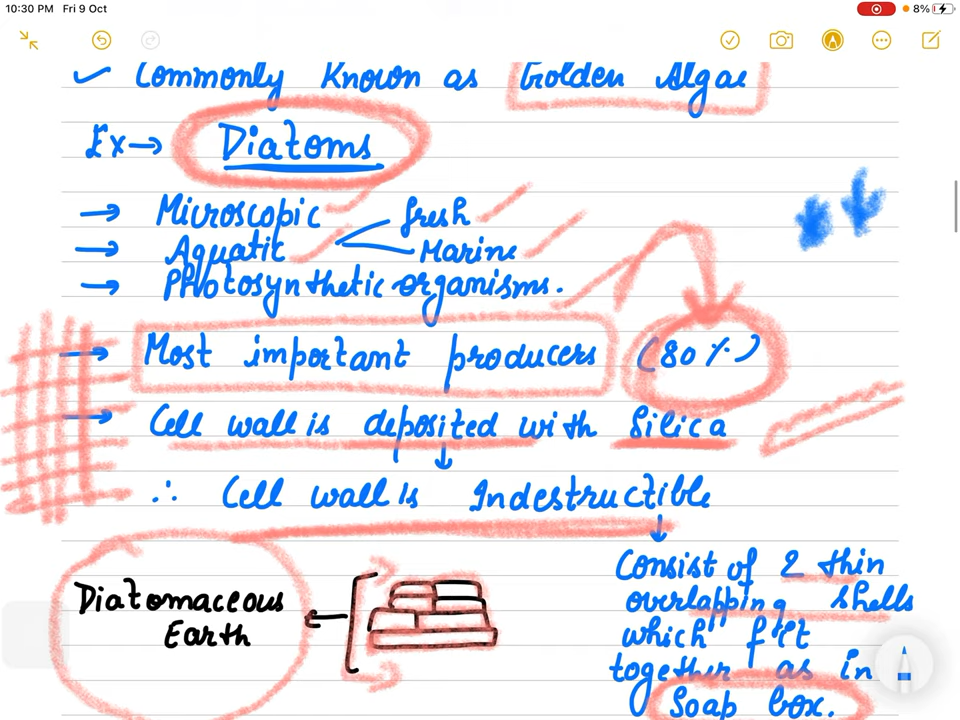 10:30 PM Fri 9 Oct
8%
✓ Commonly Known as Golden Algae
Ex→ Diatoms
→ Microscopic
fresh
→ Aquatic
Marine
→ Photosynthetic organisms.
→ Most important producers (80%)
→ Cell wall is deposited with Silica
∴ Cell wall is Indestructible
Consist of 2 thin
overlapping shells
which fit
together as in
Soap box.
Diatomaceous
Earth